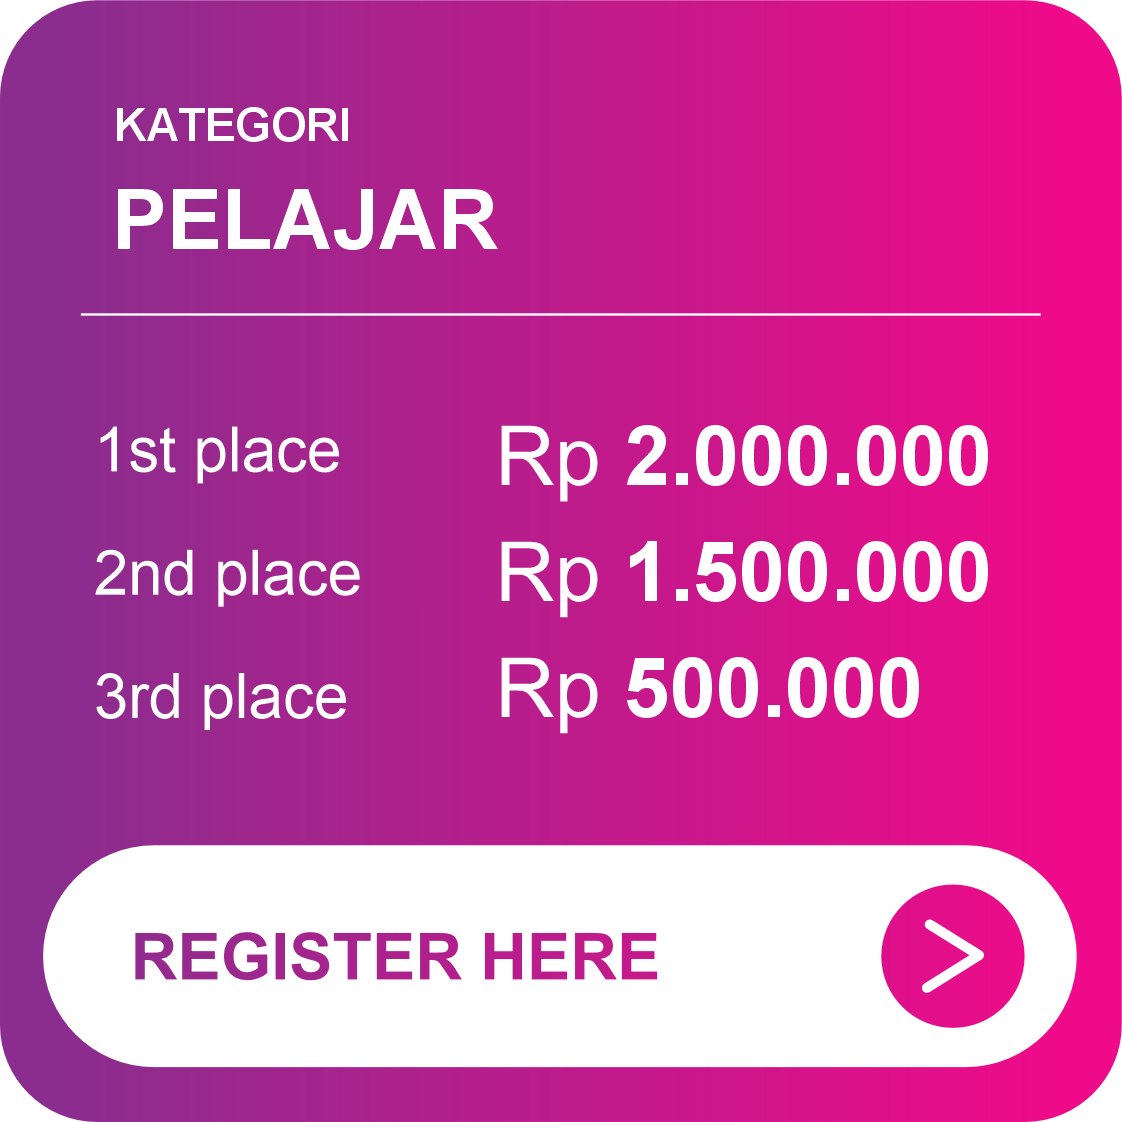 KATEGORI
PELAJAR
1st place Rp 2.000.000
2nd place Rp 1.500.000
3rd place Rp 500.000
REGISTER HERE